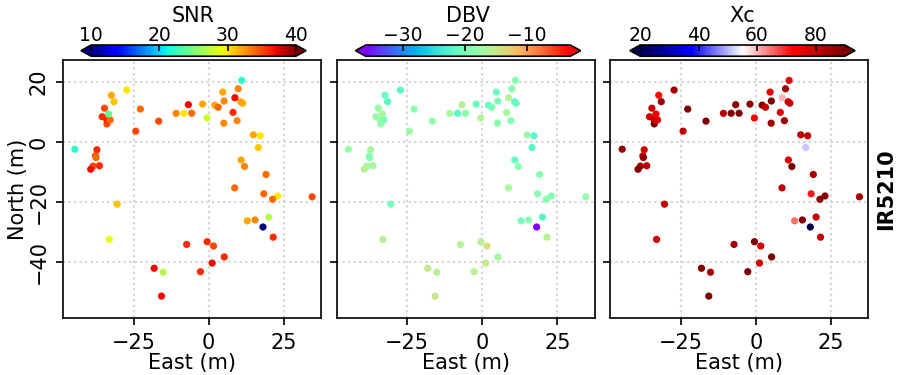 SNR DBV Xc
10 20 30 40 −30 −20 −10 20 40 60 80
20
0
−20
−40
North (m)
IR5210
−25 0 25 −25 0 25 −25 0 25
East (m) East (m) East (m)